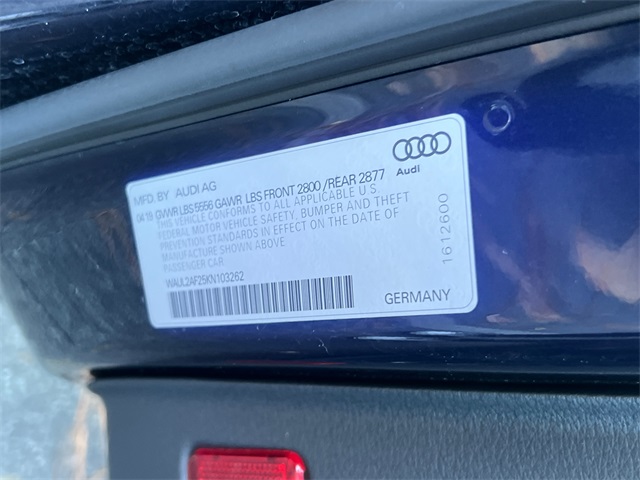 Audi
MFD. BY AUDI AG
04 19 GVWR LBS 5556 GAWR LBS FRONT 2800 / REAR 2877
THIS VEHICLE CONFORMS TO ALL APPLICABLE U.S.
FEDERAL MOTOR VEHICLE SAFETY, BUMPER AND THEFT
PREVENTION STANDARDS IN EFFECT ON THE DATE OF
MANUFACTURE SHOWN ABOVE
PASSENGER CAR
WAUL2AF25KN103262
GERMANY
1612600